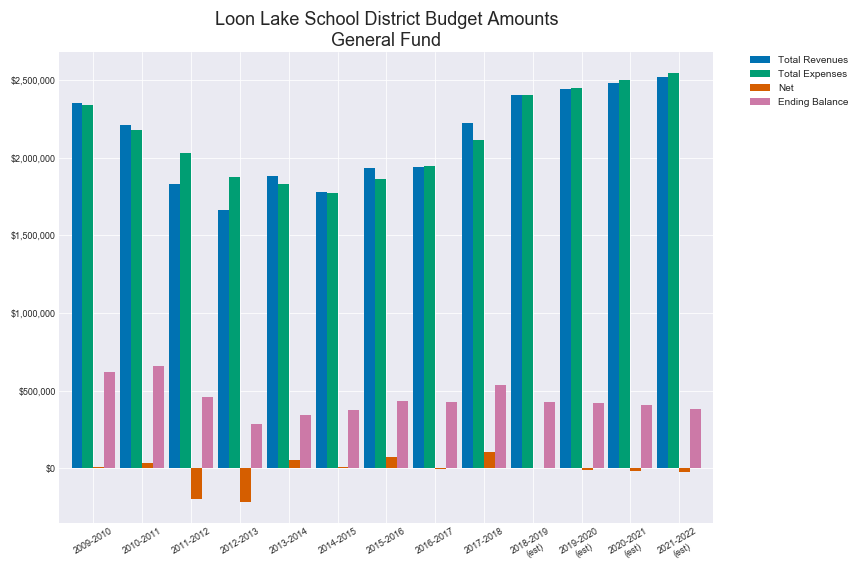 Loon Lake School District Budget Amounts
General Fund
Total Revenues
Total Expenses
Net
Ending Balance
$2,500,000
$2,000,000
$1,500,000
$1,000,000
$500,000
$0
2009-2010
2010-2011
2011-2012
2012-2013
2013-2014
2014-2015
2015-2016
2016-2017
2017-2018
2018-2019
(est)
2019-2020
(est)
2020-2021
(est)
2021-2022
(est)